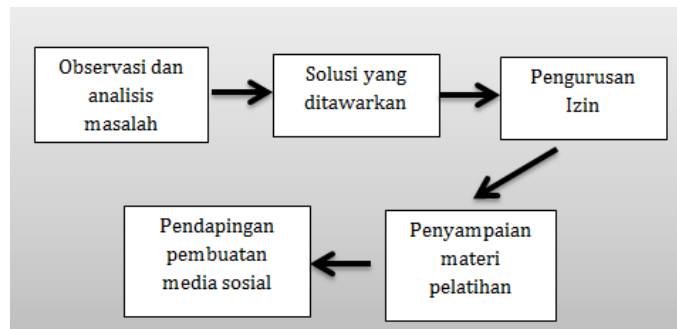 Observasi dan
analisis
masalah
Solusi yang
ditawarkan
Pengurusan
Izin
Penyampaian
materi
pelatihan
Pendapingan
pembuatan
media sosial